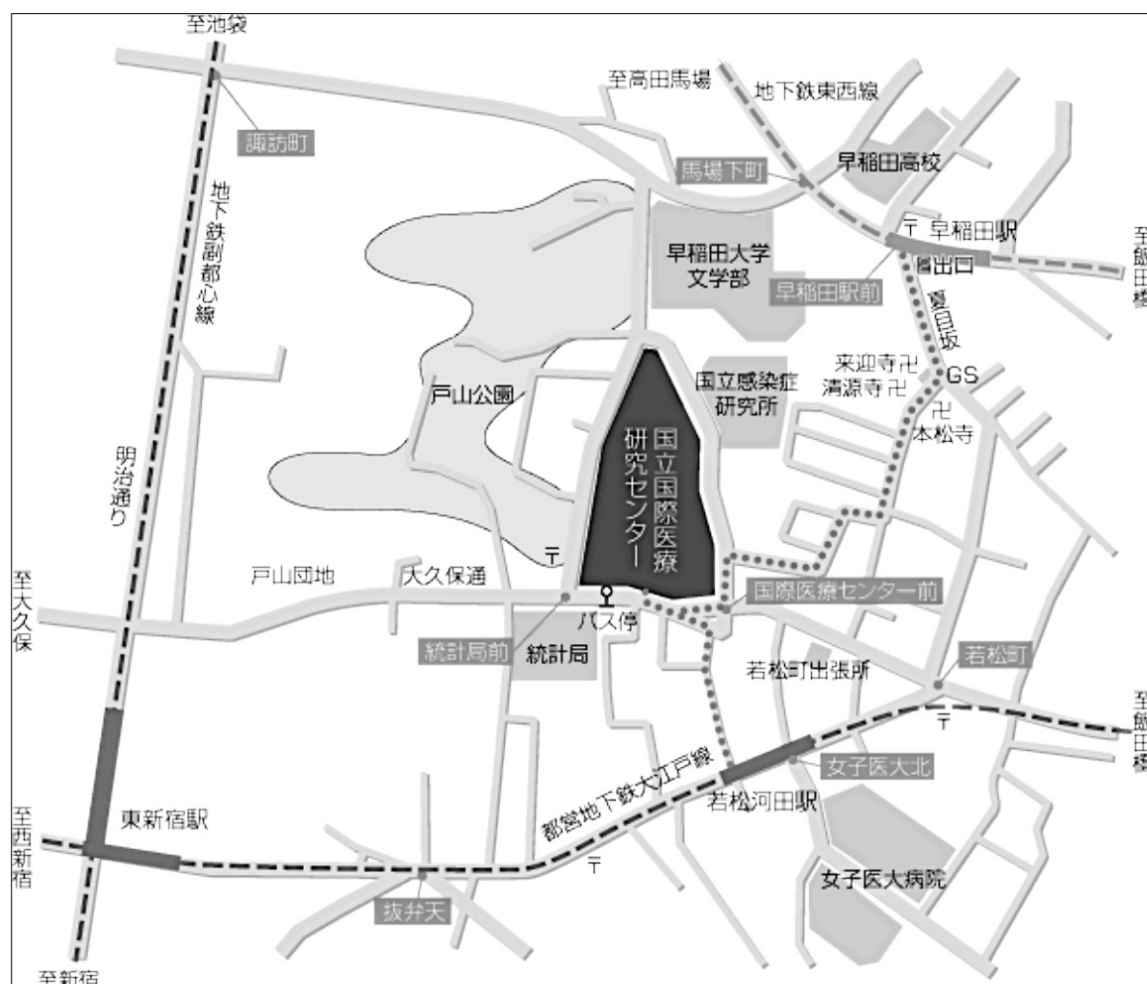 至池袋
至高田馬場
地下鉄東西線
諏訪町
馬場下町
早稲田高校
地下鉄副都心線
〒
早稲田駅
早稲田大学
文学部
出口
至飯田橋
早稲田駅前
夏目坂
来迎寺卍
GS
国立感染症
研究所
清源寺卍
戸山公園
卍
本松寺
明治通り
国立国際医療
研究センター
〒
戸山団地
大久保通
至大久保
国際医療センター前
バス停
統計局前
統計局
若松町出張所
若松町
〒
至飯田橋
女子医大北
都営地下鉄大江戸線
若松河田駅
東新宿駅
至西新宿
〒
女子医大病院
抜弁天
至新宿